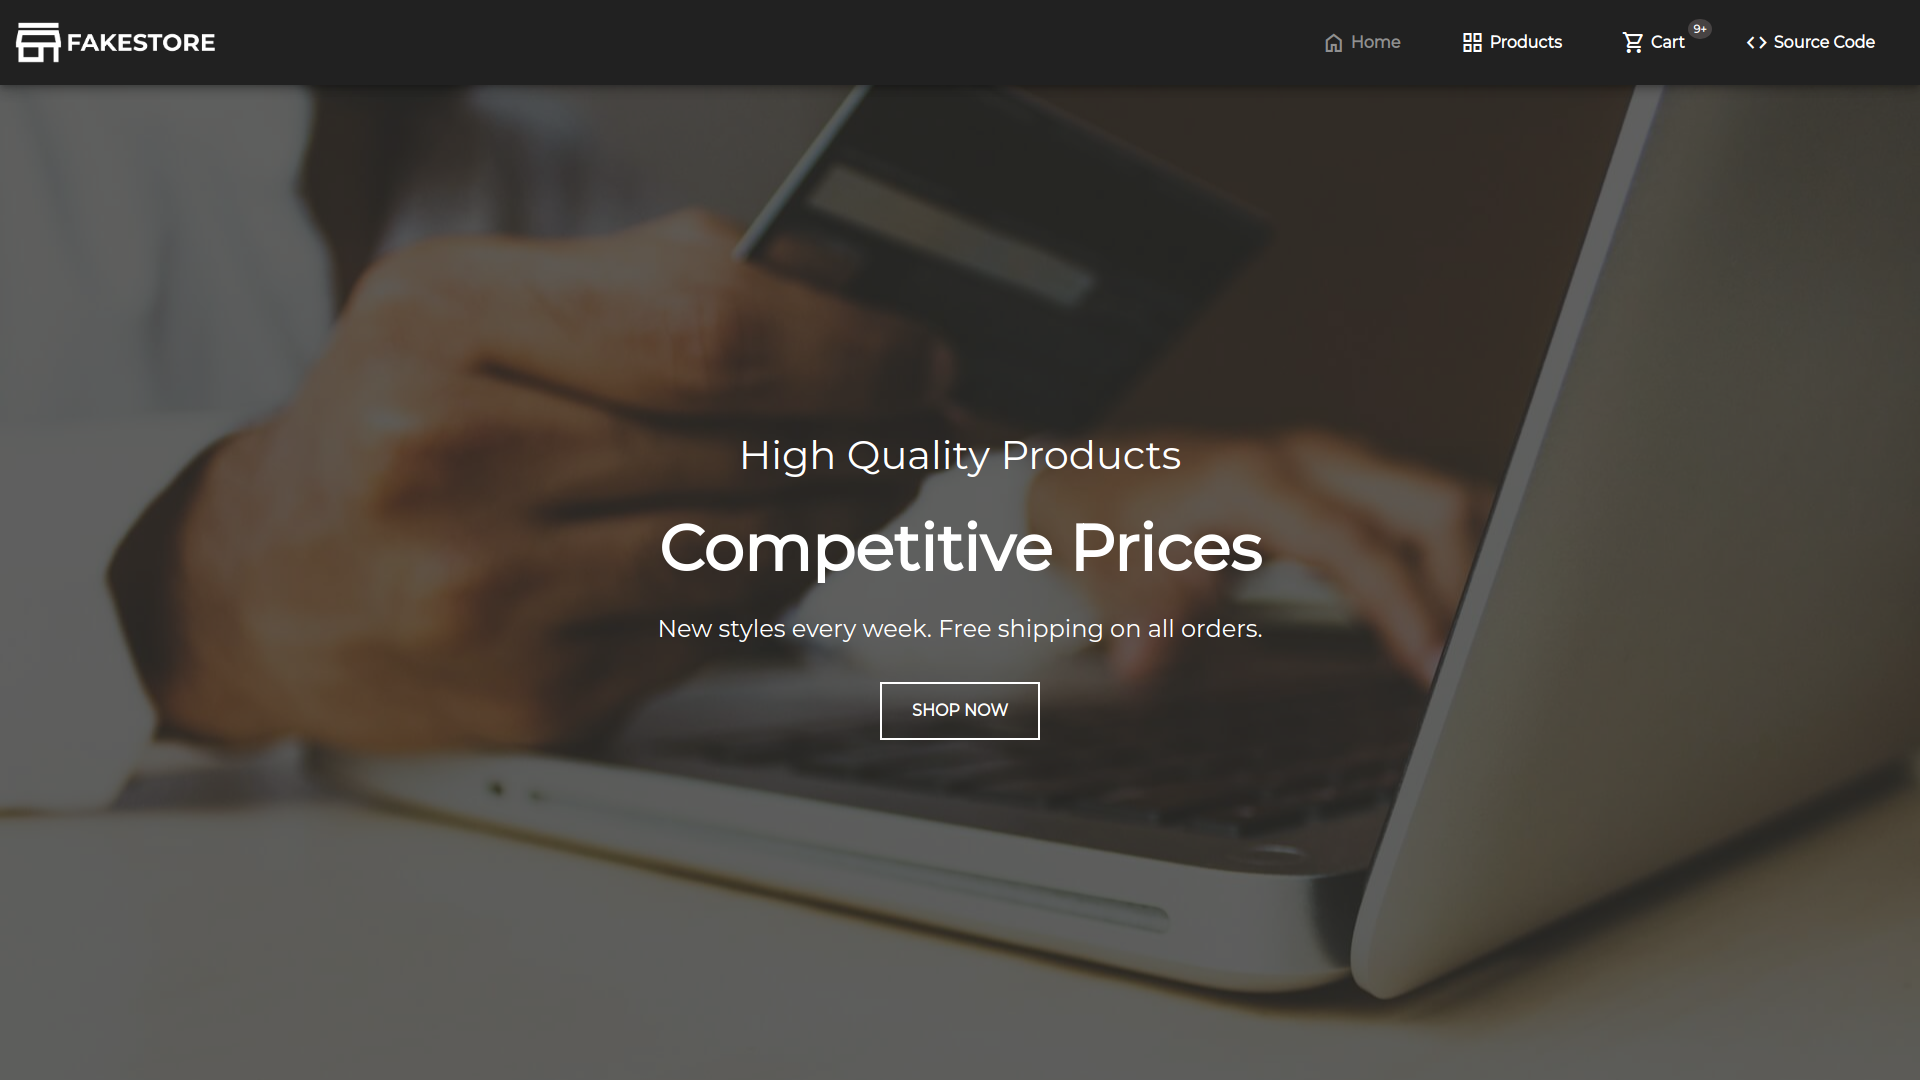 FAKESTORE
Home
Products
Cart
9+
Source Code
High Quality Products
Competitive Prices
New styles every week. Free shipping on all orders.
SHOP NOW